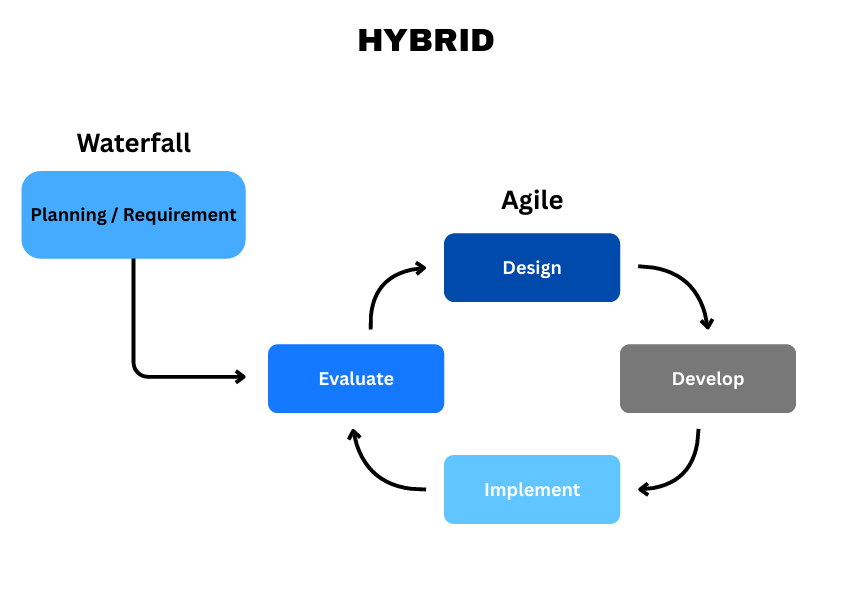 HYBRID
Waterfall
Planning / Requirement
Agile
Design
Evaluate
Develop
Implement